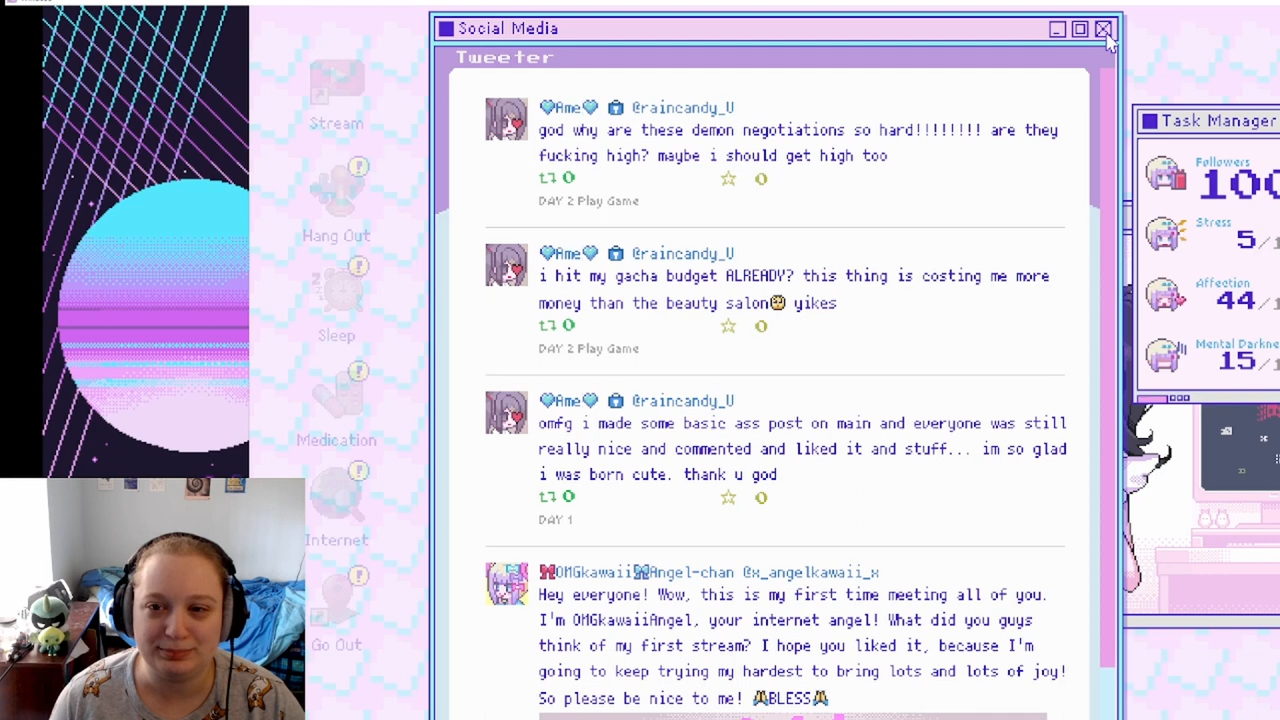 Social Media
Tweeter
Ame @raincandy_U
god why are these demon negotiations so hard!!!!!!!! are they
fucking high? maybe i should get high too
0
0
DAY 2 Play Game
Ame @raincandy_U
i hit my gacha budget ALREADY? this thing is costing me more
money than the beauty salon yikes
0
0
DAY 2 Play Game
Ame @raincandy_U
omfg i made some basic ass post on main and everyone was still
really nice and commented and liked it and stuff... im so glad
i was born cute. thank u god
0
0
DAY 1
OMGkawaii Angel-chan @x_angelkawaii_x
Hey everyone! Wow, this is my first time meeting all of you.
I'm OMGkawaiiAngel, your internet angel! What did you guys
think of my first stream? I hope you liked it, because I'm
going to keep trying my hardest to bring lots and lots of joy!
So please be nice to me! BLESS
Stream
Hang Out
Sleep
Medication
Internet
Go Out
Task Manager
Followers
100
Stress
5/1
Affection
44/1
Mental Darkne
15/1